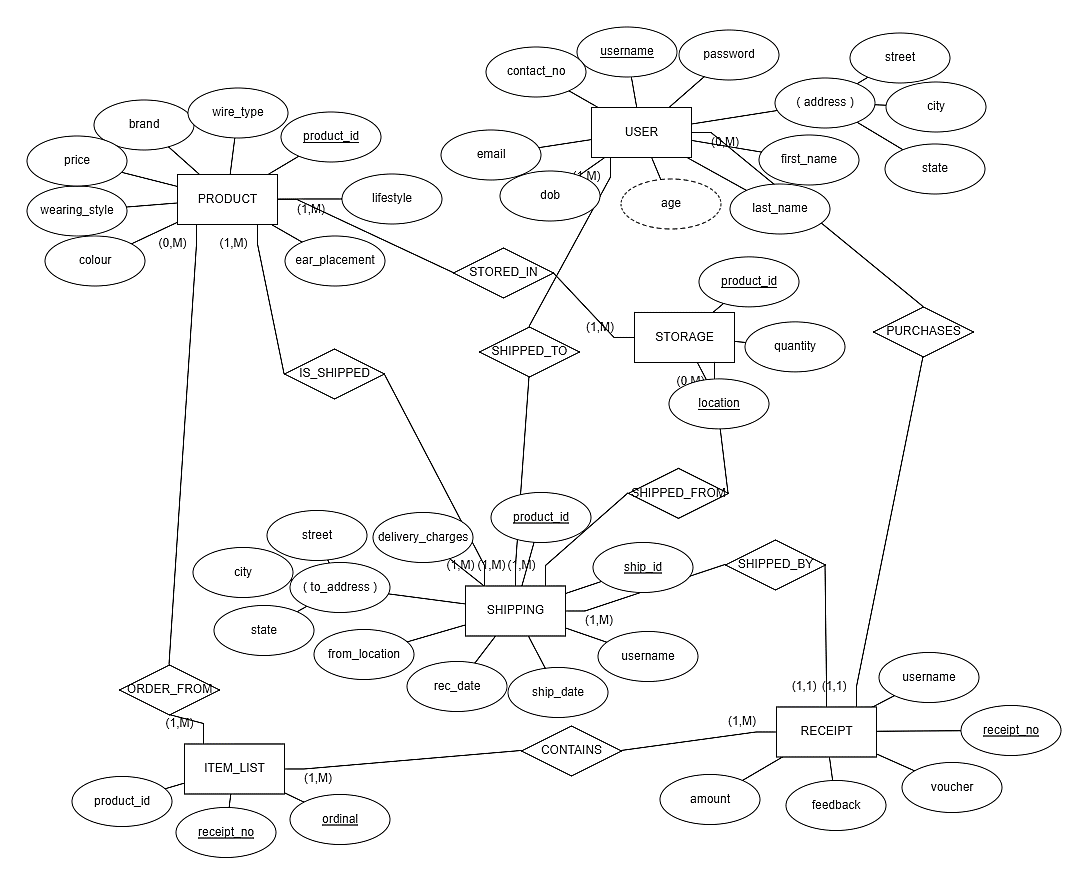 username
street
password
contact_no
( address )
city
wire_type
brand
USER
product_id
(0,M)
email
price
first_name
(1,M)
state
dob
age
PRODUCT
lifestyle
last_name
wearing_style
(1,M)
(0,M)
(1,M)
colour
ear_placement
STORED_IN
product_id
(1,M)
PURCHASES
STORAGE
quantity
SHIPPED_TO
IS_SHIPPED
(0,M)
location
SHIPPED_FROM
product_id
street
delivery_charges
(1,M)
(1,M)
(1,M)
SHIPPED_BY
ship_id
city
( to_address )
SHIPPING
(1,M)
state
from_location
username
username
rec_date
ship_date
(1,1)
(1,1)
ORDER_FROM
(1,M)
(1,M)
RECEIPT
receipt_no
CONTAINS
ITEM_LIST
(1,M)
voucher
product_id
amount
feedback
receipt_no
ordinal